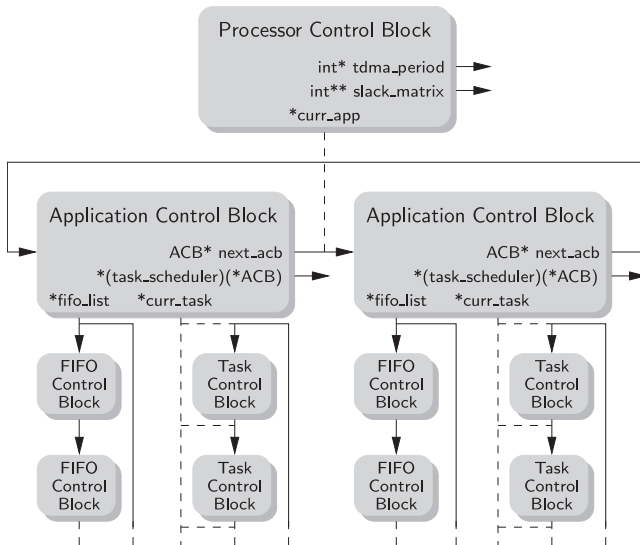 Processor Control Block
int* tdma_period
int** slack_matrix
*curr_app
Application Control Block
ACB* next_acb
*(task_scheduler)(*ACB)
*fifo_list *curr_task
Application Control Block
ACB* next_acb
*(task_scheduler)(*ACB)
*fifo_list *curr_task
FIFO
Control
Block
Task
Control
Block
FIFO
Control
Block
Task
Control
Block
FIFO
Control
Block
Task
Control
Block
FIFO
Control
Block
Task
Control
Block